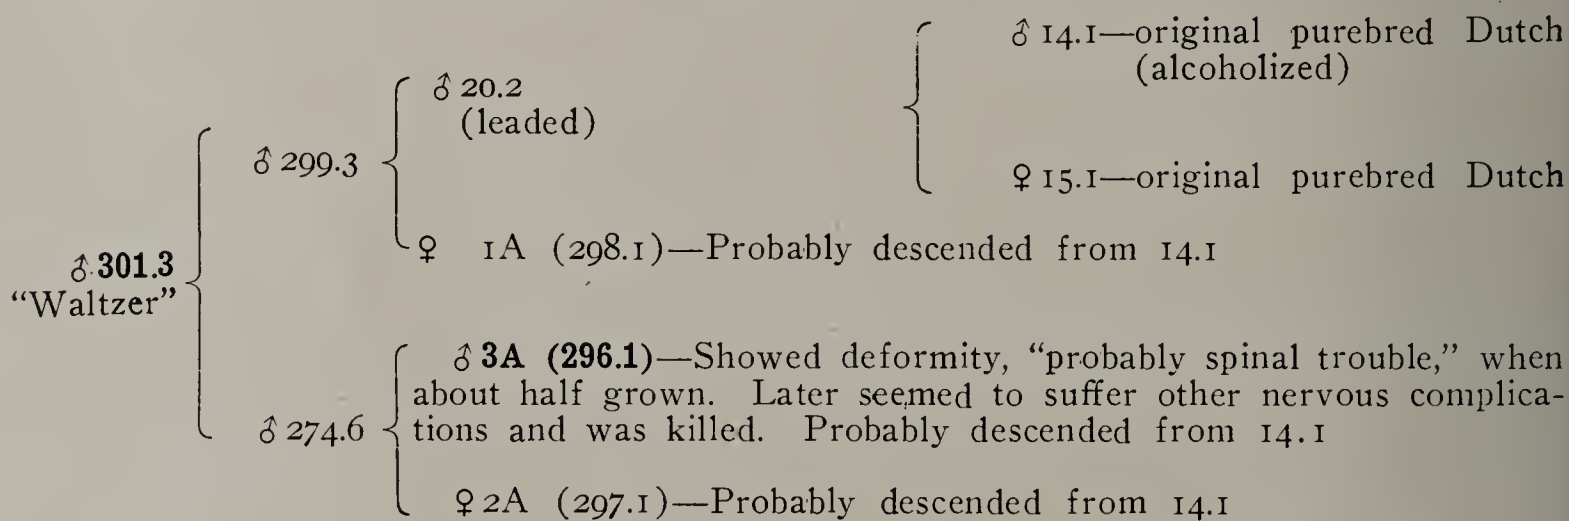 ♂ 14.1—original purebred Dutch
(alcoholized)
♂ 20.2
(leaded)
♂ 299.3
♀ 15.1—original purebred Dutch
♀ 1A (298.1)—Probably descended from 14.1
♂ 301.3
"Waltzer"
♂ 3A (296.1)—Showed deformity, "probably spinal trouble," when
about half grown. Later seemed to suffer other nervous complica-
♂ 274.6 tions and was killed. Probably descended from 14.1
♀ 2A (297.1)—Probably descended from 14.1